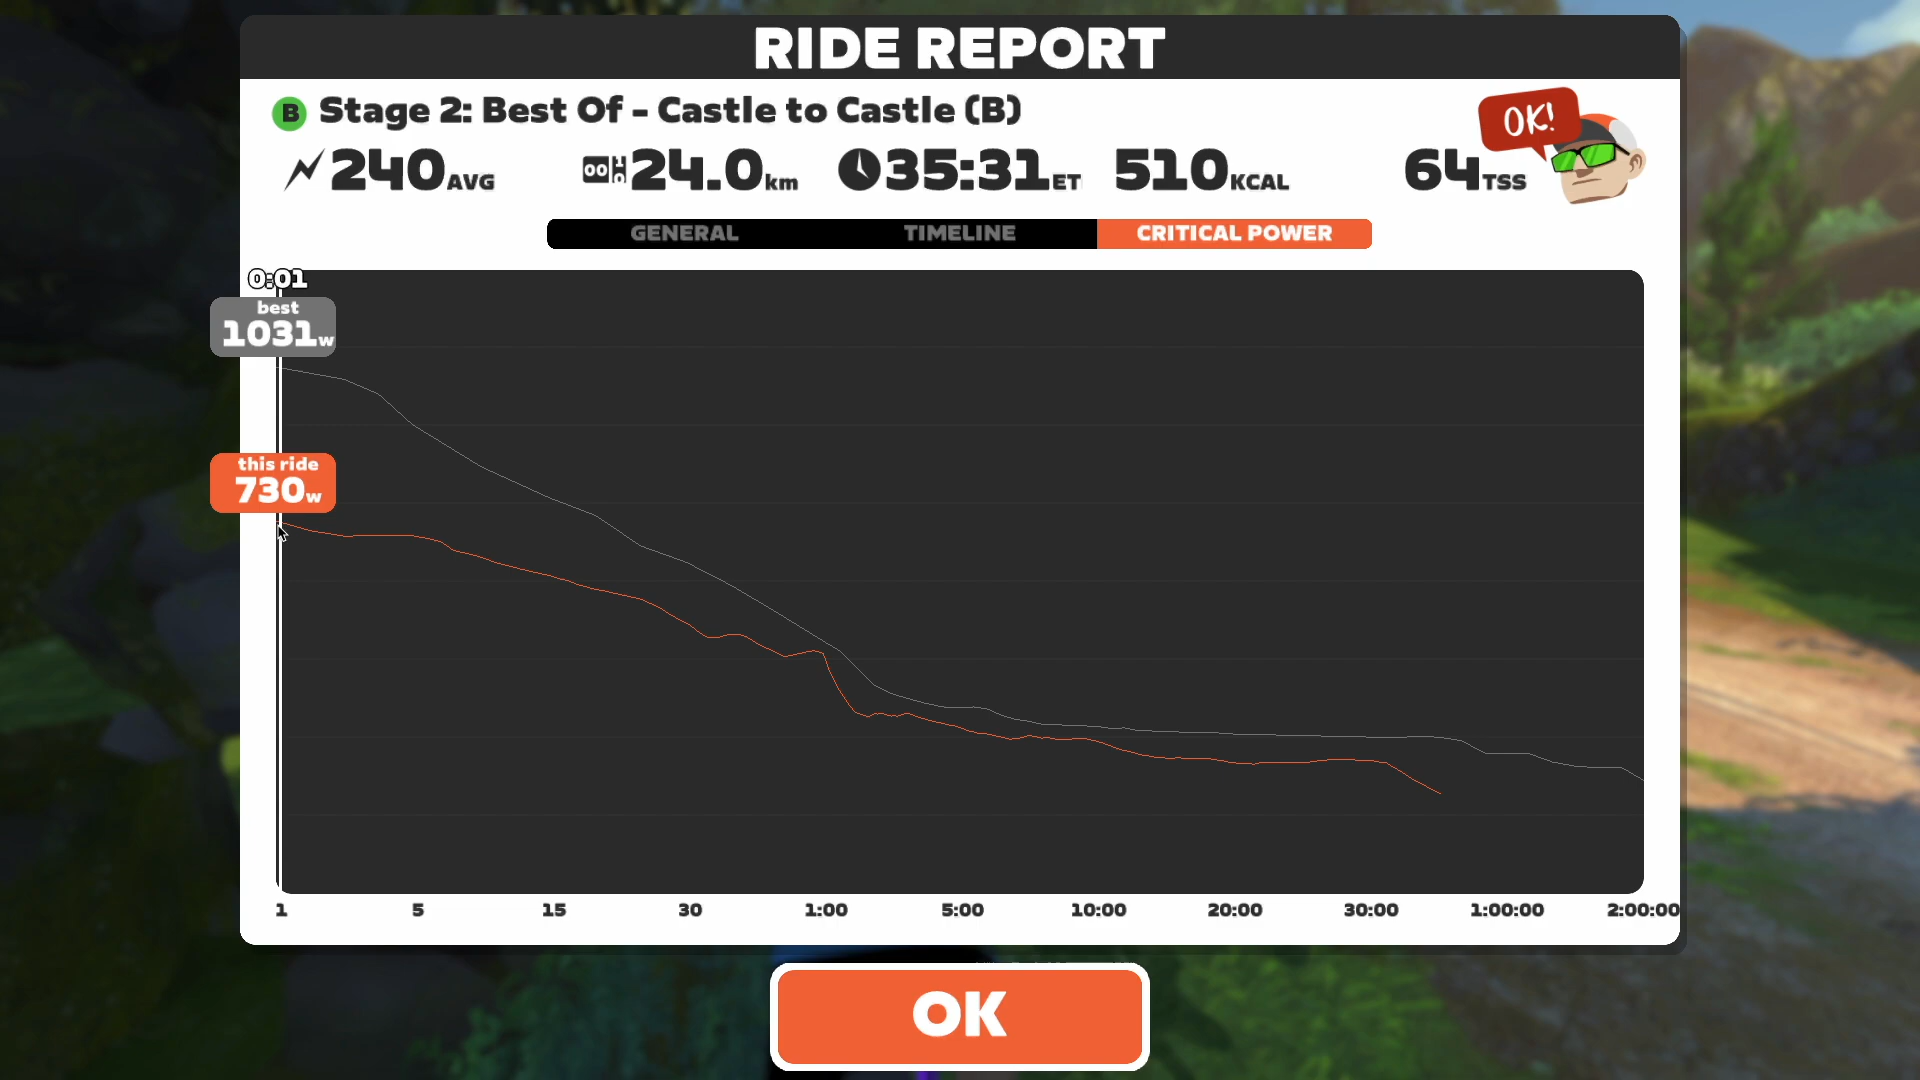 RIDE REPORT
B Stage 2: Best Of - Castle to Castle (B)
OK!
240AVG 24.0km 35:31ET 510KCAL 64TSS
GENERAL TIMELINE CRITICAL POWER
0:01
best
1031w
this ride
730w
1 5 15 30 1:00 5:00 10:00 20:00 30:00 1:00:00 2:00:00
OK